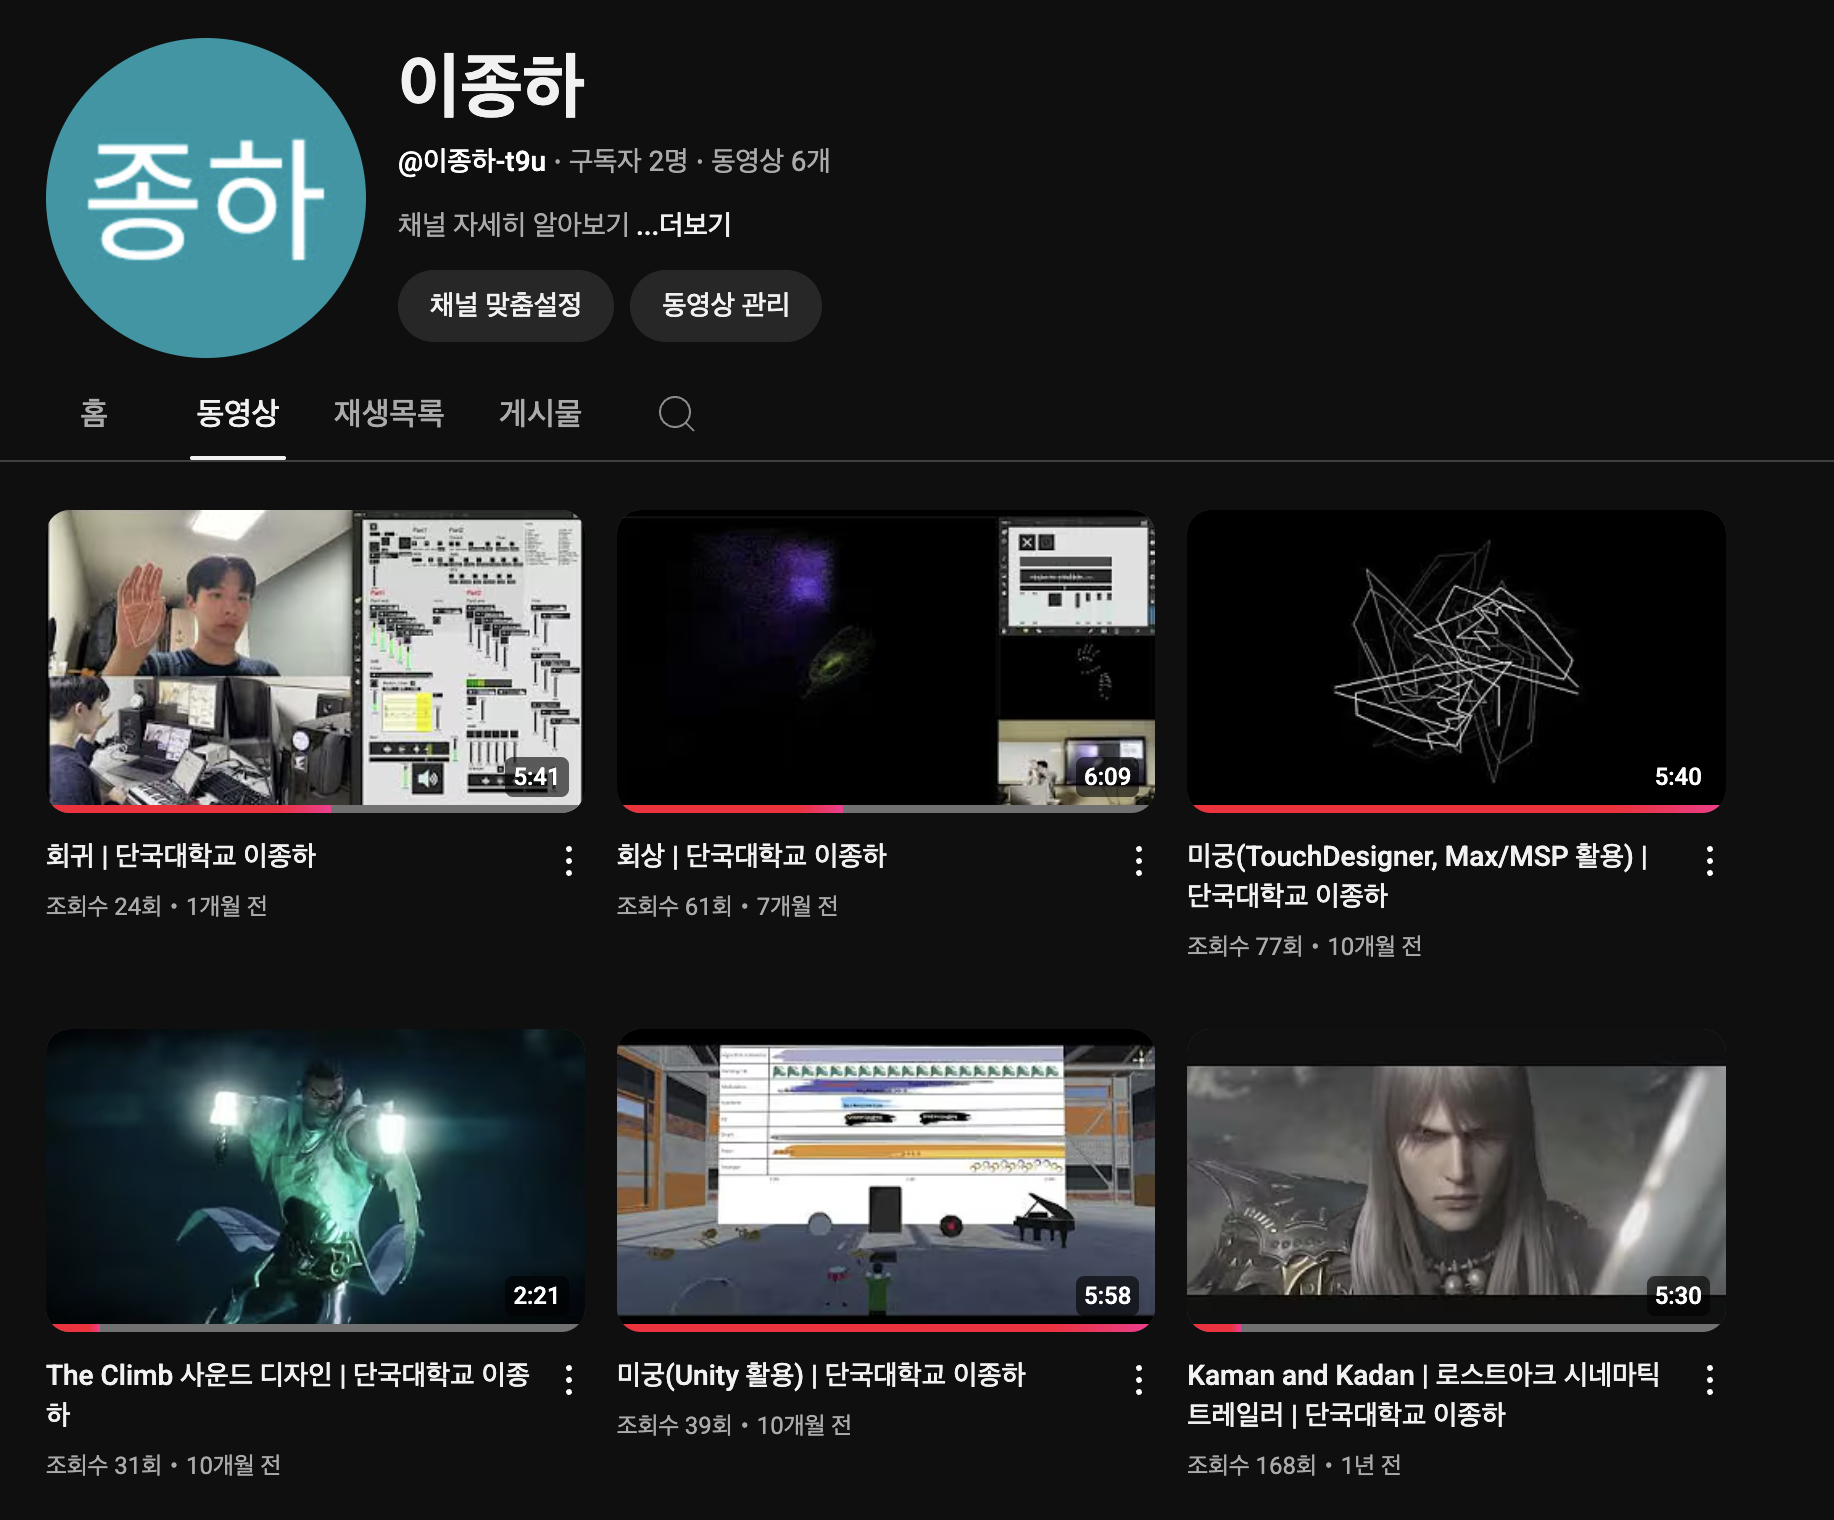 종하
이종하
@이종하-t9u · 구독자 2명 · 동영상 6개
채널 자세히 알아보기 ...더보기
채널 맞춤설정 동영상 관리
홈 동영상 재생목록 게시물
5:41
6:09
5:40
회귀 | 단국대학교 이종하
조회수 24회 • 1개월 전
회상 | 단국대학교 이종하
조회수 61회 • 7개월 전
미궁(TouchDesigner, Max/MSP 활용) |
단국대학교 이종하
조회수 77회 • 10개월 전
2:21
5:58
5:30
The Climb 사운드 디자인 | 단국대학교 이종
하
조회수 31회 • 10개월 전
미궁(Unity 활용) | 단국대학교 이종하
조회수 39회 • 10개월 전
Kaman and Kadan | 로스트아크 시네마틱
트레일러 | 단국대학교 이종하
조회수 168회 • 1년 전